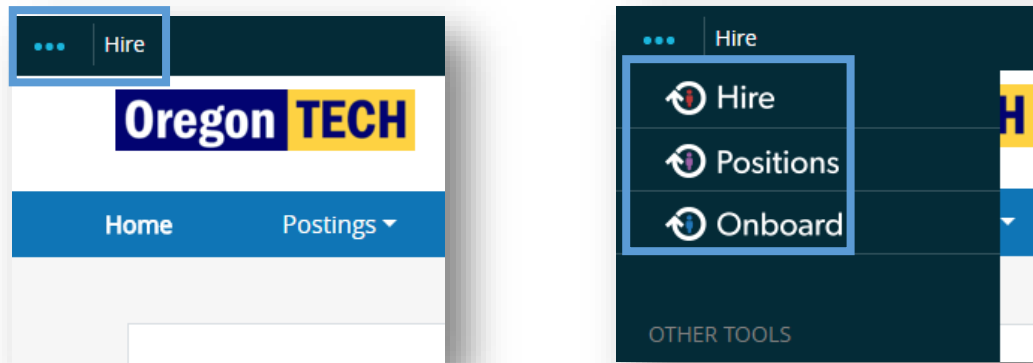 ••• Hire
Oregon TECH
Home Postings
••• Hire
Hire
Positions
Onboard
H
OTHER TOOLS